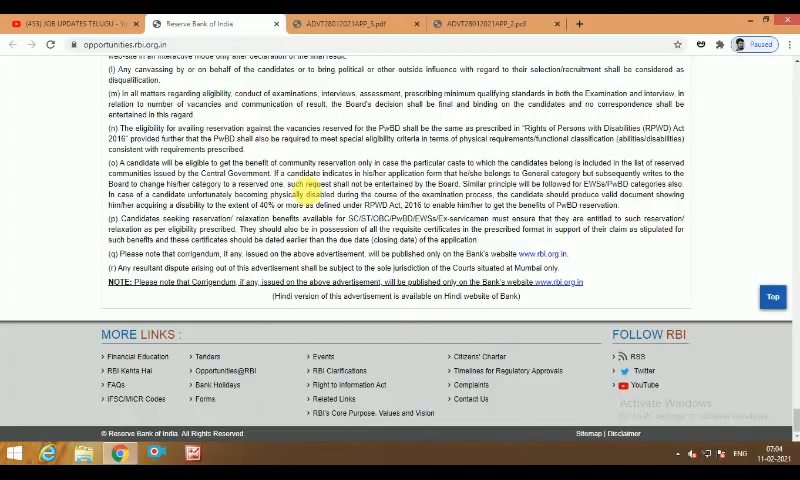 (453) JOB UPDATES TELUGU - Yo
Reserve Bank of India
ADVT28012021APP_3.pdf
ADVT28012021APP_2.pdf
opportunities.rbi.org.in
Paused
web-site in an interactive mode only after declaration of the final result.
(l) Any canvassing by or on behalf of the candidates or to bring political or other outside influence with regard to their selection/recruitment shall be considered as
disqualification.
(m) In all matters regarding eligibility, conduct of examinations, interviews, assessment, prescribing minimum qualifying standards in both the Examination and Interview, in
relation to number of vacancies and communication of result, the Board's decision shall be final and binding on the candidates and no correspondence shall be
entertained in this regard
(n) The eligibility for availing reservation against the vacancies reserved for the PwBD shall be the same as prescribed in "Rights of Persons with Disabilities (RPWD) Act
2016" provided further that the PwBD shall also be required to meet special eligibility criteria in terms of physical requirements/functional classification (abilities/disabilities)
consistent with requirements prescribed.
(o) A candidate will be eligible to get the benefit of community reservation only in case the particular caste to which the candidates belong is included in the list of reserved
communities issued by the Central Government. If a candidate indicates in his/her application form that he/she belongs to General category but subsequently writes to the
Board to change his/her category to a reserved one, such request shall not be entertained by the Board. Similar principle will be followed for EWSs/PwBD categories also.
In case of a candidate unfortunately becoming physically disabled during the course of the examination process, the candidate should produce valid document showing
him/her acquiring a disability to the extent of 40% or more as defined under RPWD Act, 2016 to enable him/her to get the benefits of PwBD reservation.
(p) Candidates seeking reservation/ relaxation benefits available for SC/ST/OBC/PwBD/EWSs/Ex-servicemen must ensure that they are entitled to such reservation/
relaxation as per eligibility prescribed. They should also be in possession of all the requisite certificates in the prescribed format in support of their claim as stipulated for
such benefits and these certificates should be dated earlier than the due date (closing date) of the application.
(q) Please note that corrigendum, if any, issued on the above advertisement, will be published only on the Bank's website www.rbi.org.in.
(r) Any resultant dispute arising out of this advertisement shall be subject to the sole jurisdiction of the Courts situated at Mumbai only.
NOTE: Please note that Corrigendum, if any, issued on the above advertisement, will be published only on the Bank's website www.rbi.org.in
(Hindi version of this advertisement is available on Hindi website of Bank)
Top
MORE LINKS :
FOLLOW RBI
› Financial Education
› Tenders
› Events
› Citizens' Charter
› RSS
› RBI Kehta Hai
› Opportunities@RBI
› RBI Clarifications
› Timelines for Regulatory Approvals
› Twitter
› FAQs
› Bank Holidays
› Right to Information Act
› Complaints
› YouTube
› IFSC/MICR Codes
› Forms
› Related Links
› Contact Us
› RBI's Core Purpose, Values and Vision
Activate Windows
© Reserve Bank of India. All Rights Reserved
Sitemap | Disclaimer
ENG
07:04
11-02-2021